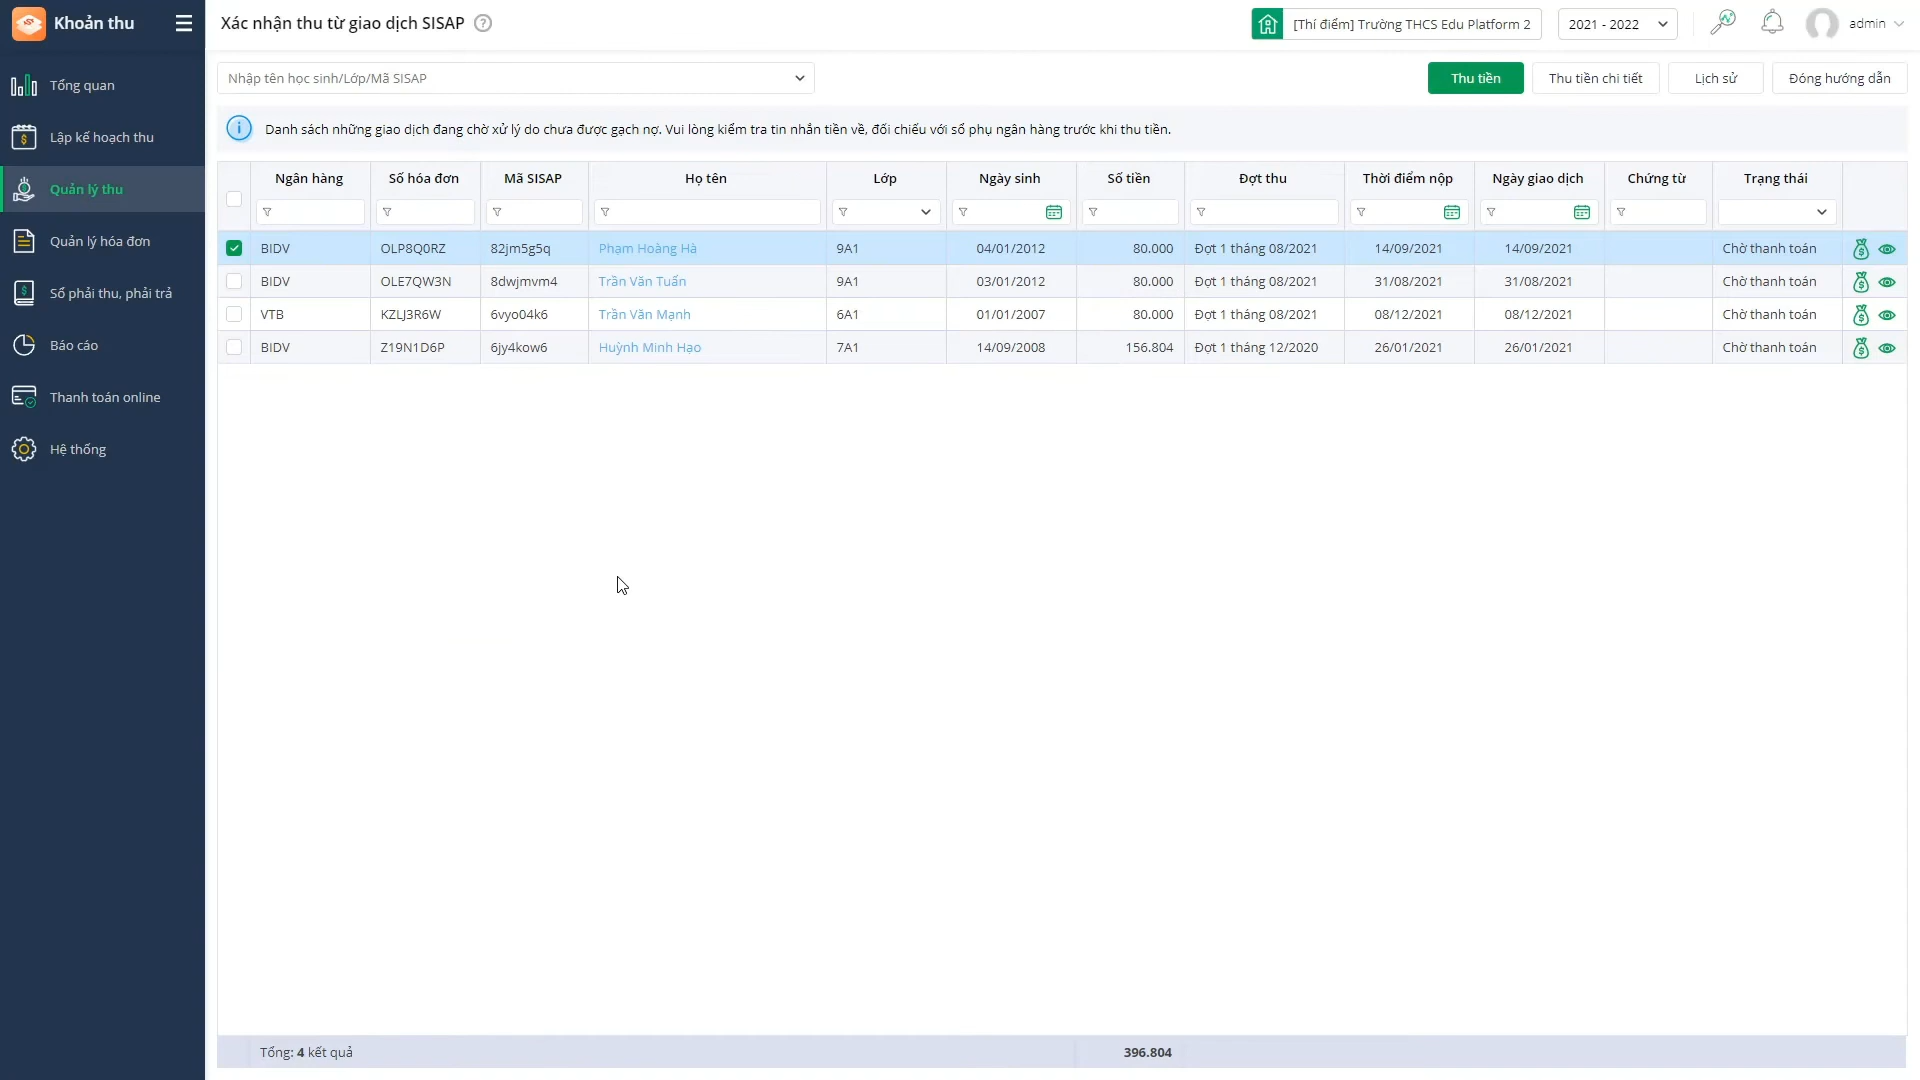 Khoản thu
Xác nhận thu từ giao dịch SISAP
[Thí điểm] Trường THCS Edu Platform 2
2021 - 2022
admin
Tổng quan
Lập kế hoạch thu
Quản lý thu
Quản lý hóa đơn
Sổ phải thu, phải trả
Báo cáo
Thanh toán online
Hệ thống
Nhập tên học sinh/Lớp/Mã SISAP
Thu tiền
Thu tiền chi tiết
Lịch sử
Đóng hướng dẫn
Danh sách những giao dịch đang chờ xử lý do chưa được gạch nợ. Vui lòng kiểm tra tin nhắn tiền về, đối chiếu với sổ phụ ngân hàng trước khi thu tiền.
Ngân hàng Số hóa đơn Mã SISAP Họ tên Lớp Ngày sinh Số tiền Đợt thu Thời điểm nộp Ngày giao dịch Chứng từ Trạng thái
BIDV OLP8Q0RZ 82jm5g5q Phạm Hoàng Hà 9A1 04/01/2012 80.000 Đợt 1 tháng 08/2021 14/09/2021 14/09/2021 Chờ thanh toán
BIDV OLE7QW3N 8dwjmvm4 Trần Văn Tuấn 9A1 03/01/2012 80.000 Đợt 1 tháng 08/2021 31/08/2021 31/08/2021 Chờ thanh toán
VTB KZLJ3R6W 6vyo04k6 Trần Văn Mạnh 6A1 01/01/2007 80.000 Đợt 1 tháng 08/2021 08/12/2021 08/12/2021 Chờ thanh toán
BIDV Z19N1D6P 6jy4kow6 Huỳnh Minh Hạo 7A1 14/09/2008 156.804 Đợt 1 tháng 12/2020 26/01/2021 26/01/2021 Chờ thanh toán
Tổng: 4 kết quả 396.804